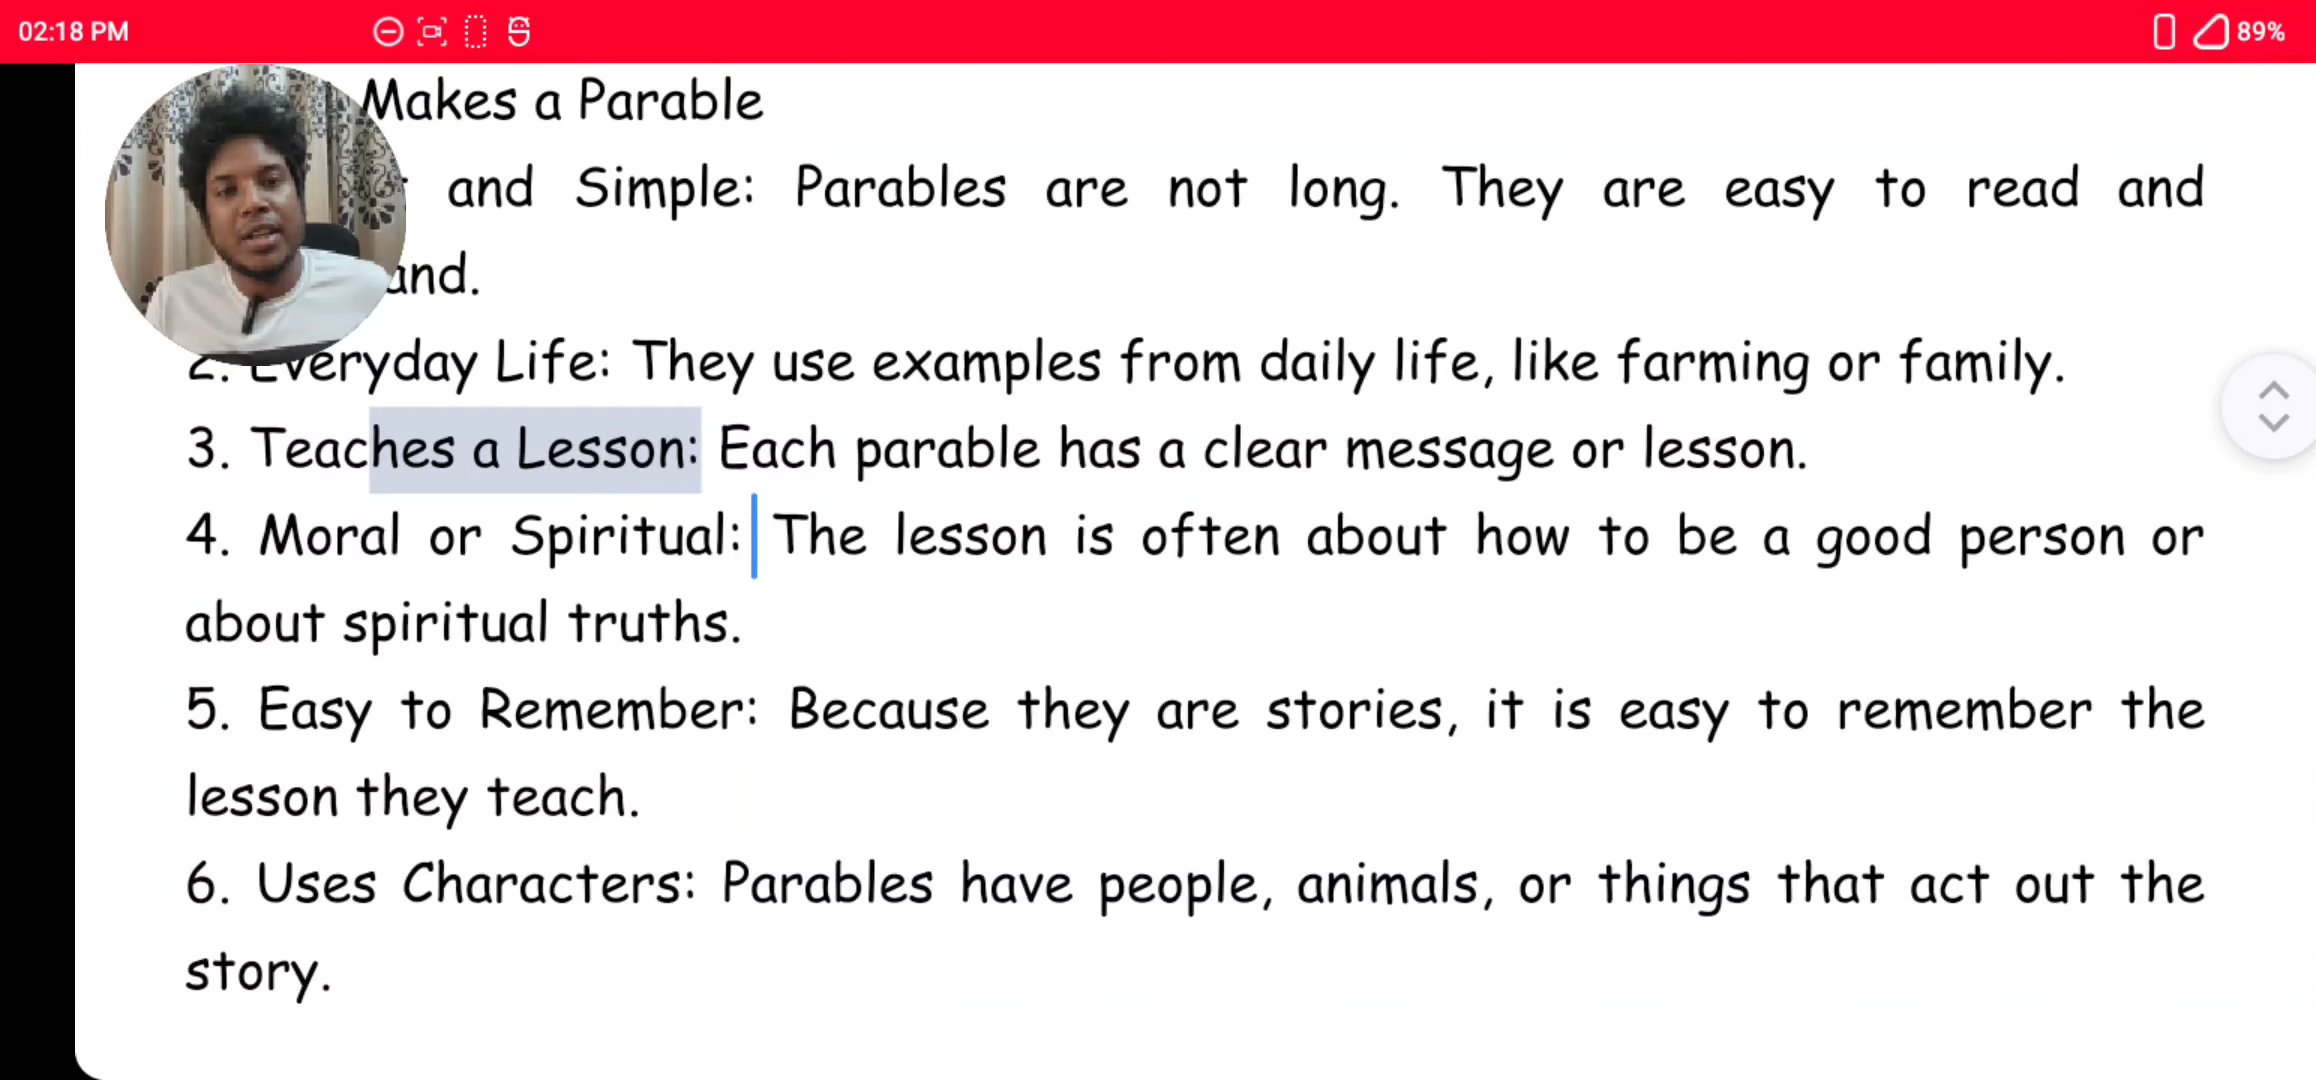 02:18 PM
89%
Makes a Parable
and Simple: Parables are not long. They are easy to read and
and.
2. Everyday Life: They use examples from daily life, like farming or family.
3. Teaches a Lesson: Each parable has a clear message or lesson.
4. Moral or Spiritual: The lesson is often about how to be a good person or
about spiritual truths.
5. Easy to Remember: Because they are stories, it is easy to remember the
lesson they teach.
6. Uses Characters: Parables have people, animals, or things that act out the
story.